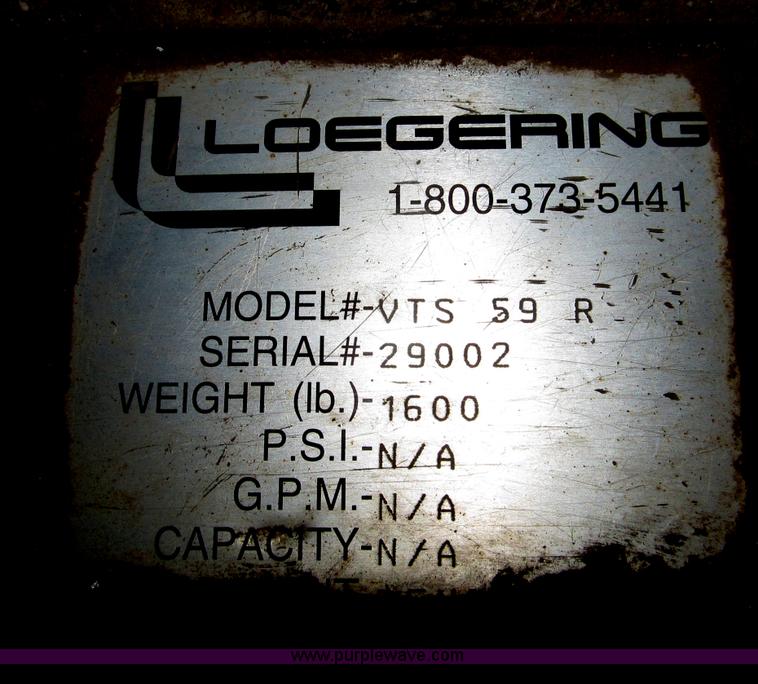 LOEGERING
1-800-373-5441
MODEL#-VTS 59 R
SERIAL#-29002
WEIGHT (lb.)-1600
P.S.I.-N/A
G.P.M.-N/A
CAPACITY-N/A
www.purplewave.com